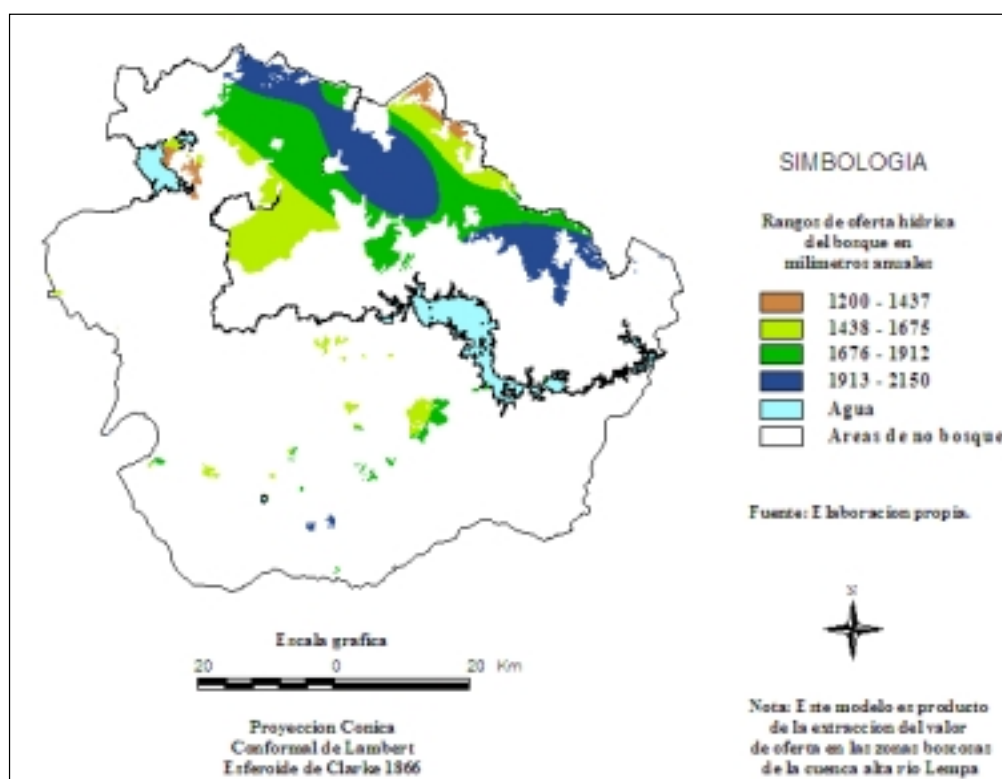 SIMBOLOGIA
Rangos de oferta hídrica
del bosque en
milimetros anuales
1200 - 1437
1438 - 1675
1676 - 1912
1913 - 2150
Agua
Areas de no bosque
Fuente: Elaboracion propia.
N
Escala grafica
20 0 20 Km
Proyeccion Conica
Conformal de Lambert
Esferoide de Clarke 1866
Nota: Este modelo es producto
de la extraccion del valor
de oferta en las zonas boscosas
de la cuenca alta rio Lempa